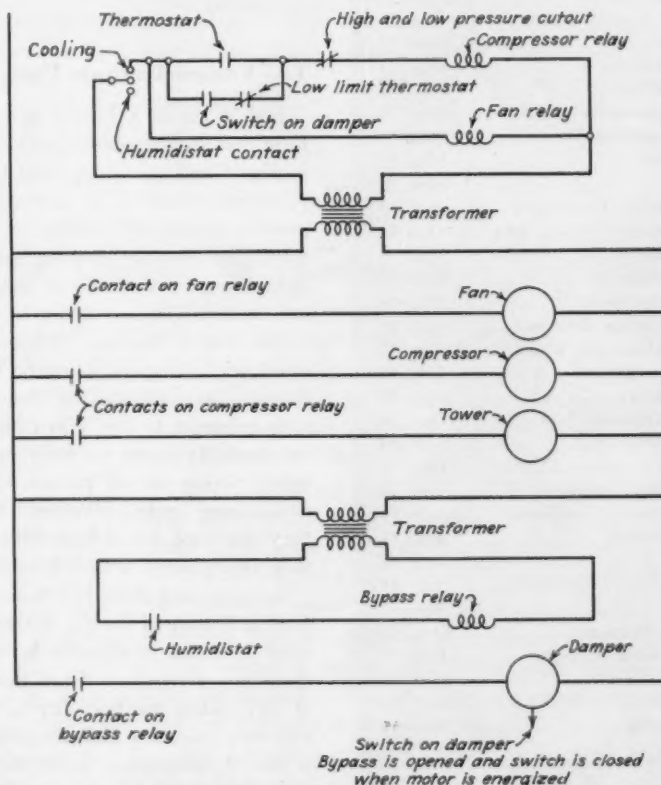 Thermostat
High and low pressure cutout
Compressor relay
Cooling
Low limit thermostat
Switch on damper
Fan relay
Humidistat contact
Transformer
Contact on fan relay
Fan
Compressor
Contacts on compressor relay
Tower
Transformer
Bypass relay
Humidistat
Damper
Contact on
bypass relay
Switch on damper
Bypass is opened and switch is closed
when motor is energized